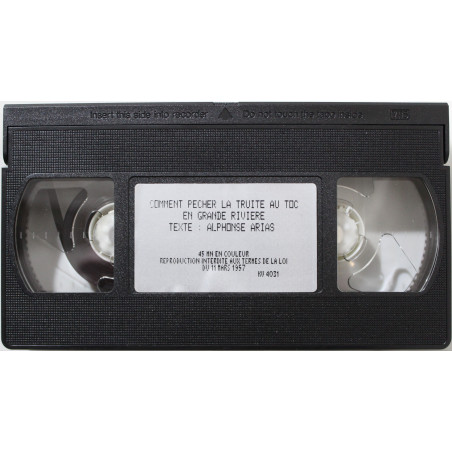 Insert this side into recorder
Do not touch the tape inside
VHS
COMMENT PECHER LA TRUITE AU TOC
EN GRANDE RIVIERE
TEXTE : ALPHONSE ARIAS
45 MN EN COULEUR
REPRODUCTION INTERDITE AUX TERMES DE LA LOI
DU 11 MARS 1957
KV 4031